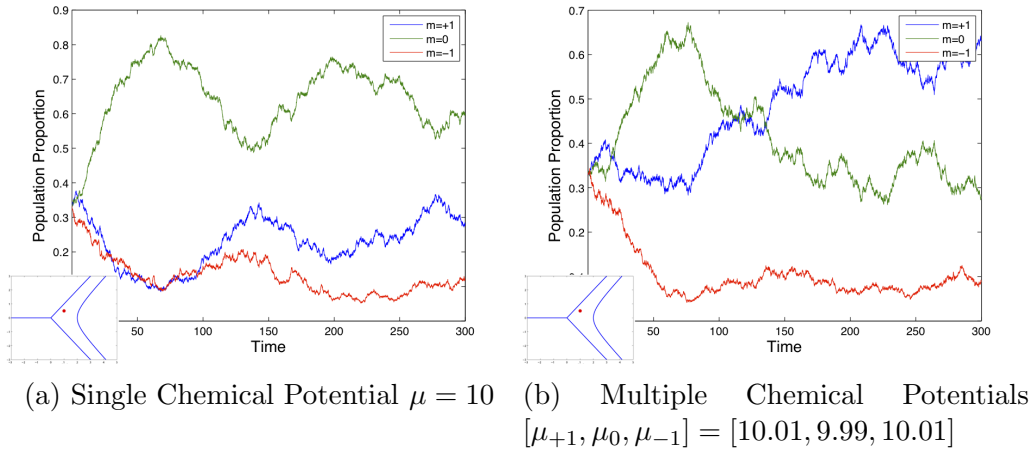 0.9
0.8
0.7
0.6
0.5
0.4
0.3
0.2
Population Proportion
m=+1
m=0
m=−1
50 100 150 200 250 300
Time
0.7
0.6
0.5
0.4
0.3
0.2
Population Proportion
m=+1
m=0
m=−1
50 100 150 200 250 300
Time
(a) Single Chemical Potential μ = 10
(b) Multiple Chemical Potentials
[μ+1, μ0, μ−1] = [10.01, 9.99, 10.01]